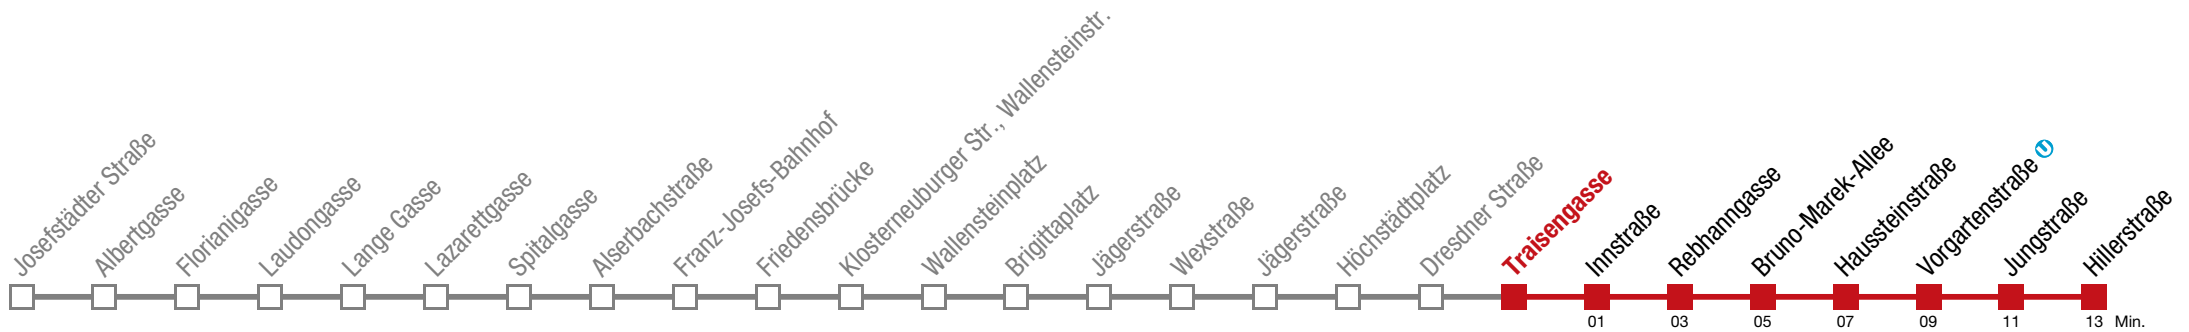 Josefstädter Straße
Albertgasse
Florianigasse
Laudongasse
Lange Gasse
Lazarettgasse
Spitalgasse
Alserbachstraße
Franz-Josefs-Bahnhof
Friedensbrücke
Klosterneuburger Str., Wallensteinstr.
Wallensteinplatz
Brigittaplatz
Jägerstraße
Wexstraße
Jägerstraße
Höchstädtplatz
Dresdner Straße
Traisengasse
Innstraße
Rebhanngasse
Bruno-Marek-Allee
Haussteinstraße
Vorgartenstraße U
Jungstraße
Hillerstraße
01 03 05 07 09 11 13 Min.